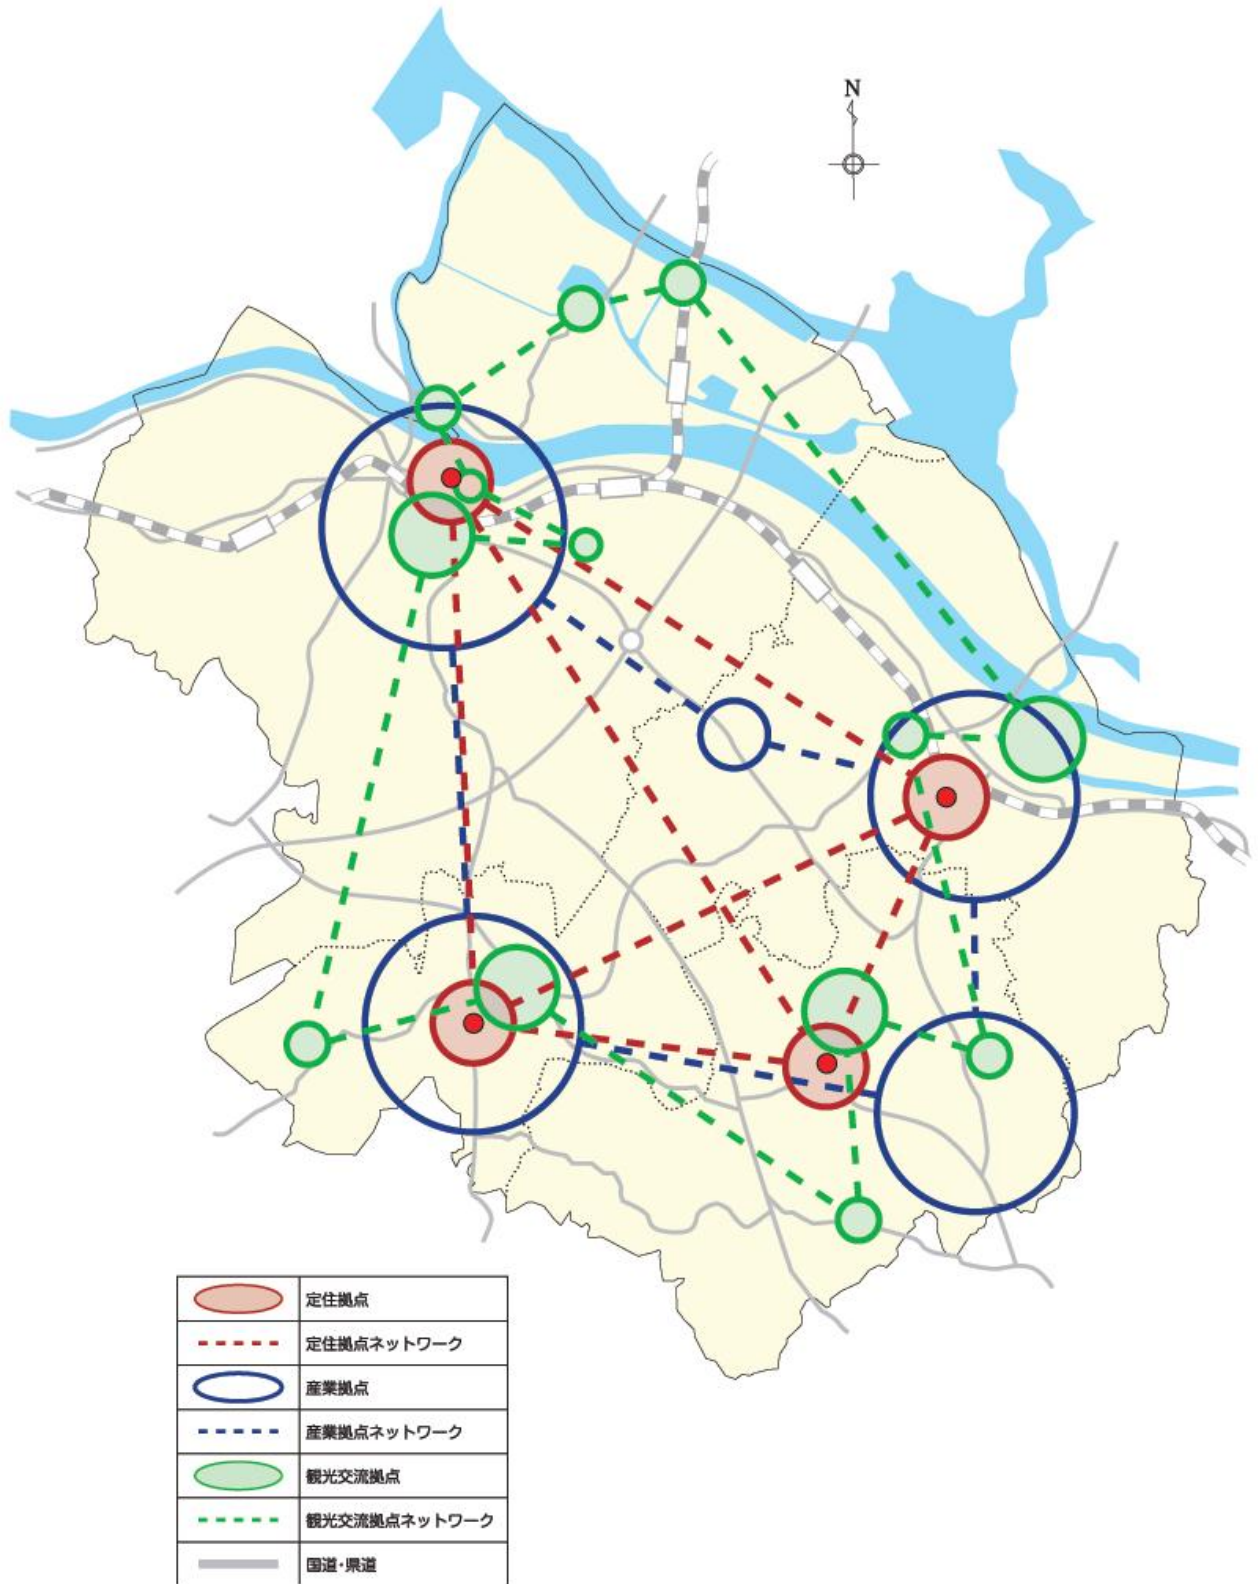 N
定住拠点
定住拠点ネットワーク
産業拠点
産業拠点ネットワーク
観光交流拠点
観光交流拠点ネットワーク
国道・県道